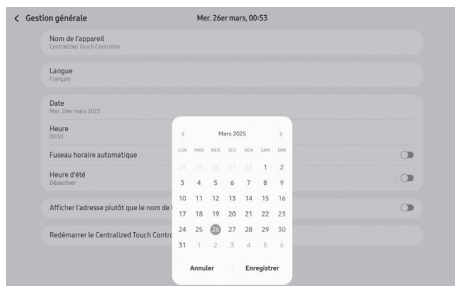 < Gestion générale
Mer. 26er mars, 00:53
Nom de l'appareil
Centralized Touch Controller
Langue
Français
Date
Mer. 26er mars 2025
Heure
00:53
Fuseau horaire automatique
Heure d'été
Désactiver
Afficher l'adresse plutôt que le nom de l
Redémarrer le Centralized Touch Contro
< Mars 2025 >
LUN MAR MER JEU VEN SAM DIM
24 25 26 27 28 1 2
3 4 5 6 7 8 9
10 11 12 13 14 15 16
17 18 19 20 21 22 23
24 25 26 27 28 29 30
31 1 2 3 4 5 6
Annuler Enregistrer